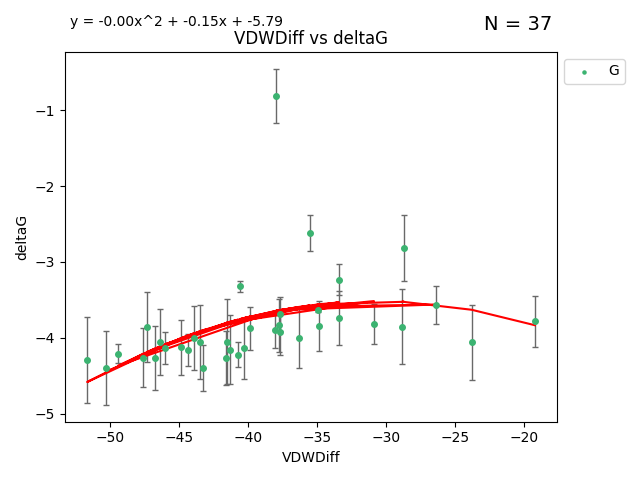 y = -0.00x^2 + -0.15x + -5.79
N = 37
VDWDiff vs deltaG
G
deltaG
−1
−2
−3
−4
−5
−50 −45 −40 −35 −30 −25 −20
VDWDiff